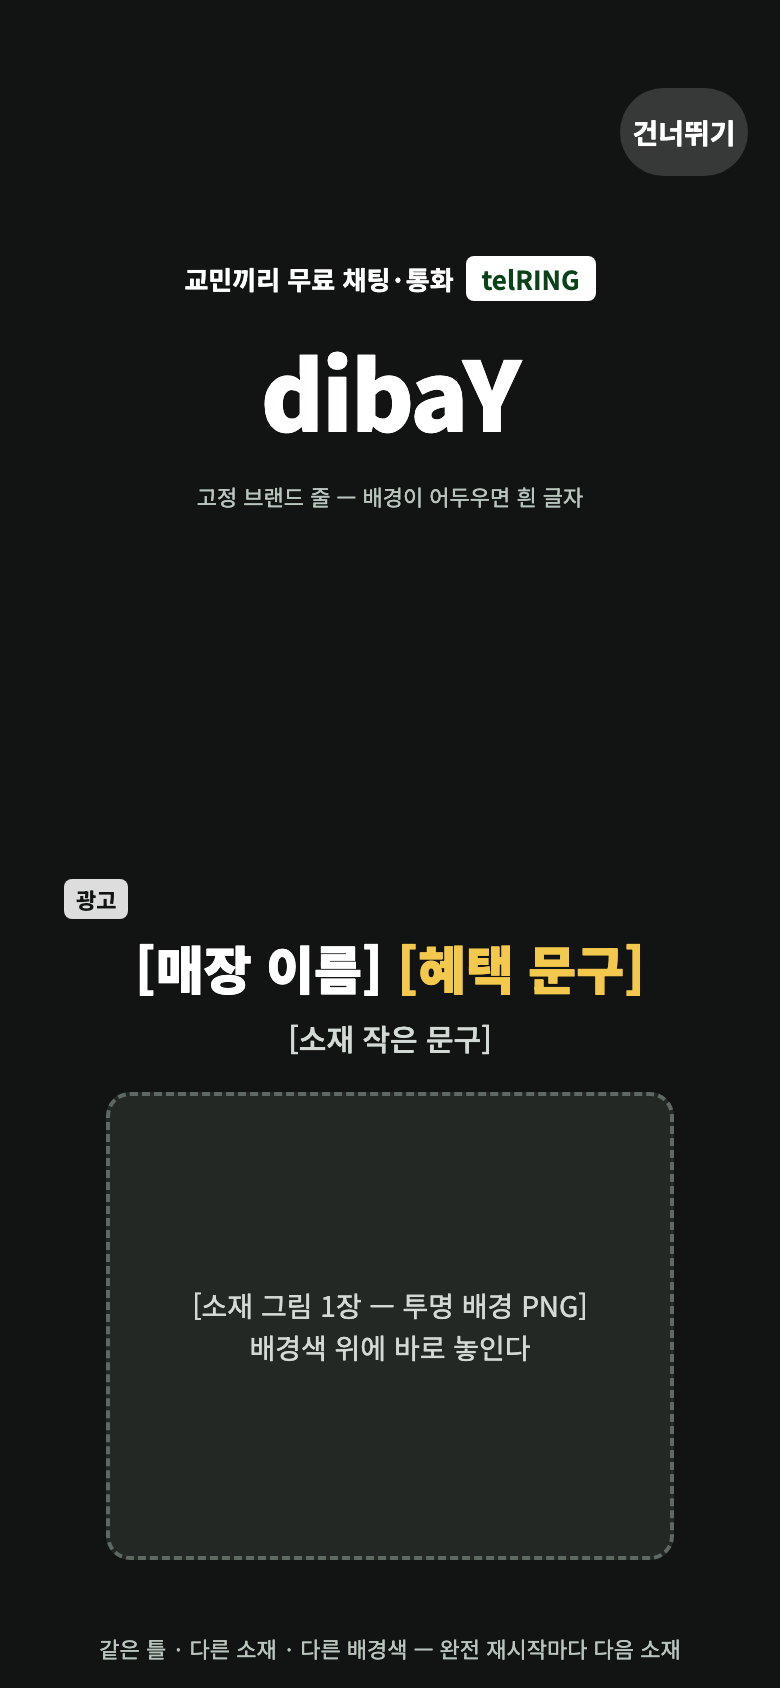 건너뛰기
교민끼리 무료 채팅·통화 telRING
dibaY
고정 브랜드 줄 — 배경이 어두우면 흰 글자
광고
[매장 이름] [혜택 문구]
[소재 작은 문구]
[소재 그림 1장 — 투명 배경 PNG]
배경색 위에 바로 놓인다
같은 틀 · 다른 소재 · 다른 배경색 — 완전 재시작마다 다음 소재